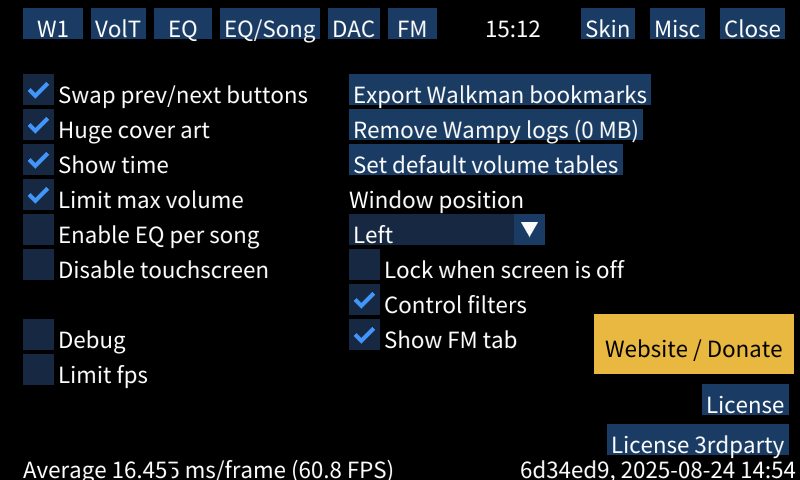 W1 VolT EQ EQ/Song DAC FM 15:12 Skin Misc Close
Swap prev/next buttons Export Walkman bookmarks
Huge cover art Remove Wampy logs (0 MB)
Show time Set default volume tables
Limit max volume Window position
Enable EQ per song Left
Disable touchscreen Lock when screen is off
Control filters
Debug Show FM tab Website / Donate
Limit fps
License
License 3rdparty
Average 16.455 ms/frame (60.8 FPS) 6d34ed9, 2025-08-24 14:54